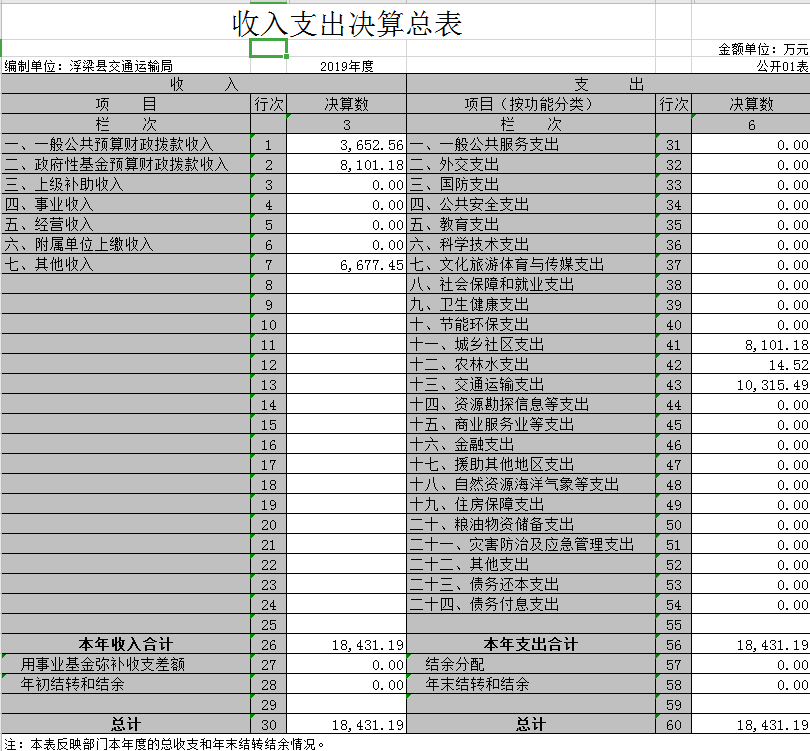 收入支出决算总表
金额单位：万元
编制单位：浮梁县交通运输局 2019年度 公开01表
收 入 支 出
项 目 行次 决算数 项目（按功能分类） 行次 决算数
栏 次 3 栏 次 6
一、一般公共预算财政拨款收入 1 3,652.56 一、一般公共服务支出 31 0.00
二、政府性基金预算财政拨款收入 2 8,101.18 二、外交支出 32 0.00
三、上级补助收入 3 0.00 三、国防支出 33 0.00
四、事业收入 4 0.00 四、公共安全支出 34 0.00
五、经营收入 5 0.00 五、教育支出 35 0.00
六、附属单位上缴收入 6 0.00 六、科学技术支出 36 0.00
七、其他收入 7 6,677.45 七、文化旅游体育与传媒支出 37 0.00
8 八、社会保障和就业支出 38 0.00
9 九、卫生健康支出 39 0.00
10 十、节能环保支出 40 0.00
11 十一、城乡社区支出 41 8,101.18
12 十二、农林水支出 42 14.52
13 十三、交通运输支出 43 10,315.49
14 十四、资源勘探信息等支出 44 0.00
15 十五、商业服务业等支出 45 0.00
16 十六、金融支出 46 0.00
17 十七、援助其他地区支出 47 0.00
18 十八、自然资源海洋气象等支出 48 0.00
19 十九、住房保障支出 49 0.00
20 二十、粮油物资储备支出 50 0.00
21 二十一、灾害防治及应急管理支出 51 0.00
22 二十二、其他支出 52 0.00
23 二十三、债务还本支出 53 0.00
24 二十四、债务付息支出 54 0.00
25 55
本年收入合计 26 18,431.19 本年支出合计 56 18,431.19
用事业基金弥补收支差额 27 0.00 结余分配 57 0.00
年初结转和结余 28 0.00 年末结转和结余 58 0.00
29 59
总计 30 18,431.19 总计 60 18,431.19
注：本表反映部门本年度的总收支和年末结转结余情况。